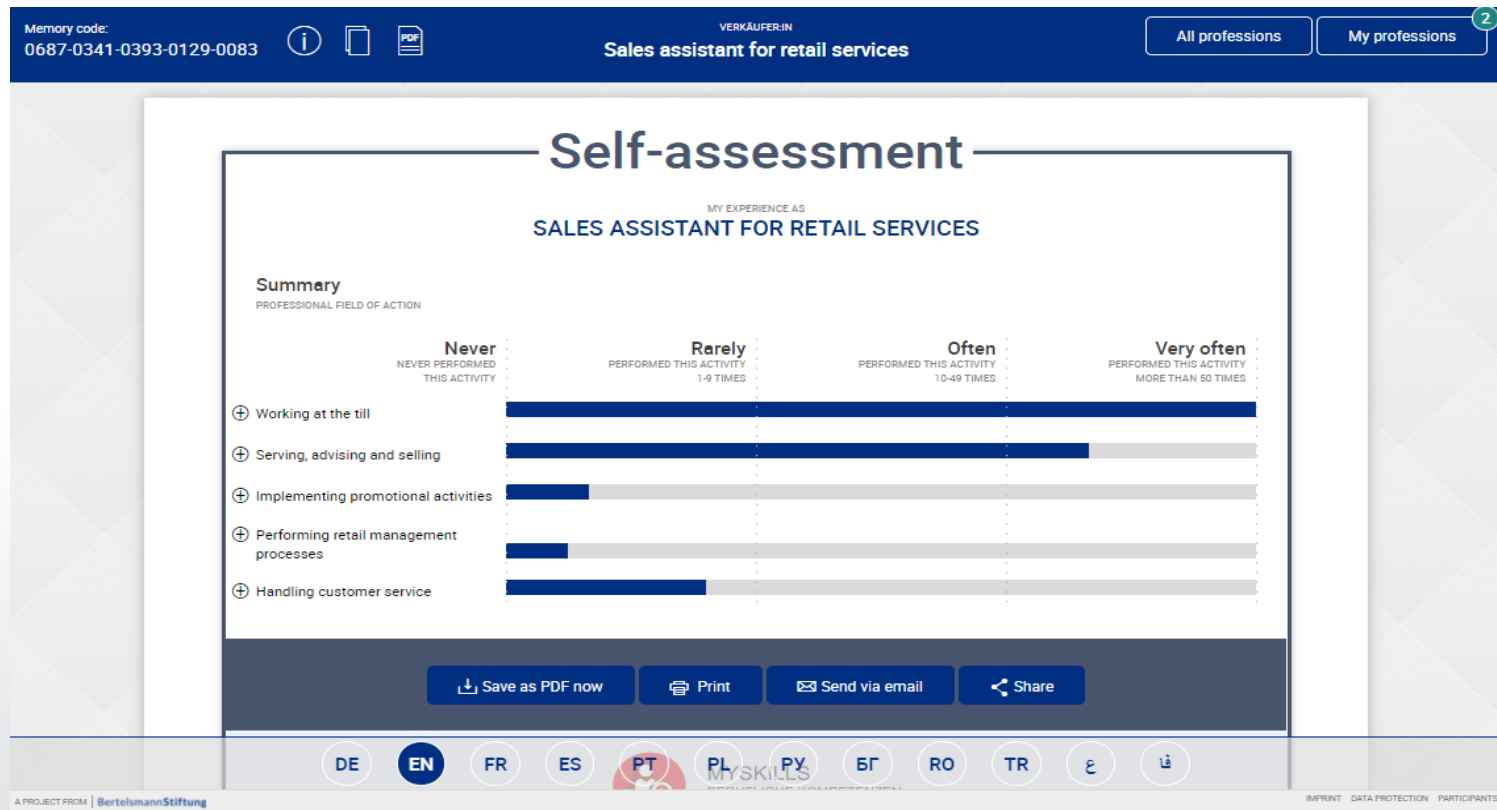 Memory code:
0687-0341-0393-0129-0083
PDF
VERKÄUFER:IN
Sales assistant for retail services
All professions
My professions
2
Self-assessment
MY EXPERIENCE AS
SALES ASSISTANT FOR RETAIL SERVICES
Summary
PROFESSIONAL FIELD OF ACTION
Never
NEVER PERFORMED
THIS ACTIVITY
Rarely
PERFORMED THIS ACTIVITY
1-9 TIMES
Often
PERFORMED THIS ACTIVITY
10-49 TIMES
Very often
PERFORMED THIS ACTIVITY
MORE THAN 50 TIMES
Working at the till
Serving, advising and selling
Implementing promotional activities
Performing retail management
processes
Handling customer service
Save as PDF now
Print
Send via email
Share
DE EN FR ES PT PL РУ БГ RO TR ع فا
MYSKILLS
BERUFLICHE KOMPETENZEN
A PROJECT FROM | BertelsmannStiftung
IMPRINT DATA PROTECTION PARTICIPANTS